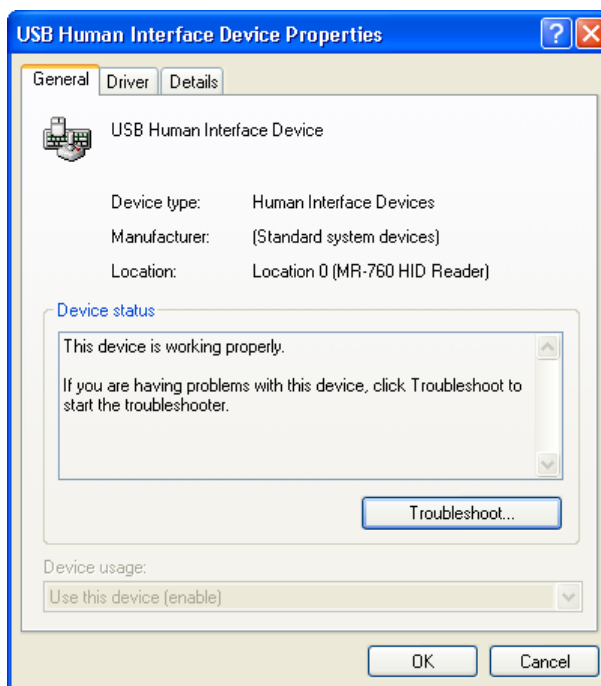 USB Human Interface Device Properties
General Driver Details
USB Human Interface Device
Device type: Human Interface Devices
Manufacturer: (Standard system devices)
Location: Location 0 (MR-760 HID Reader)
Device status
This device is working properly.
If you are having problems with this device, click Troubleshoot to
start the troubleshooter.
Troubleshoot...
Device usage:
Use this device (enable)
OK Cancel